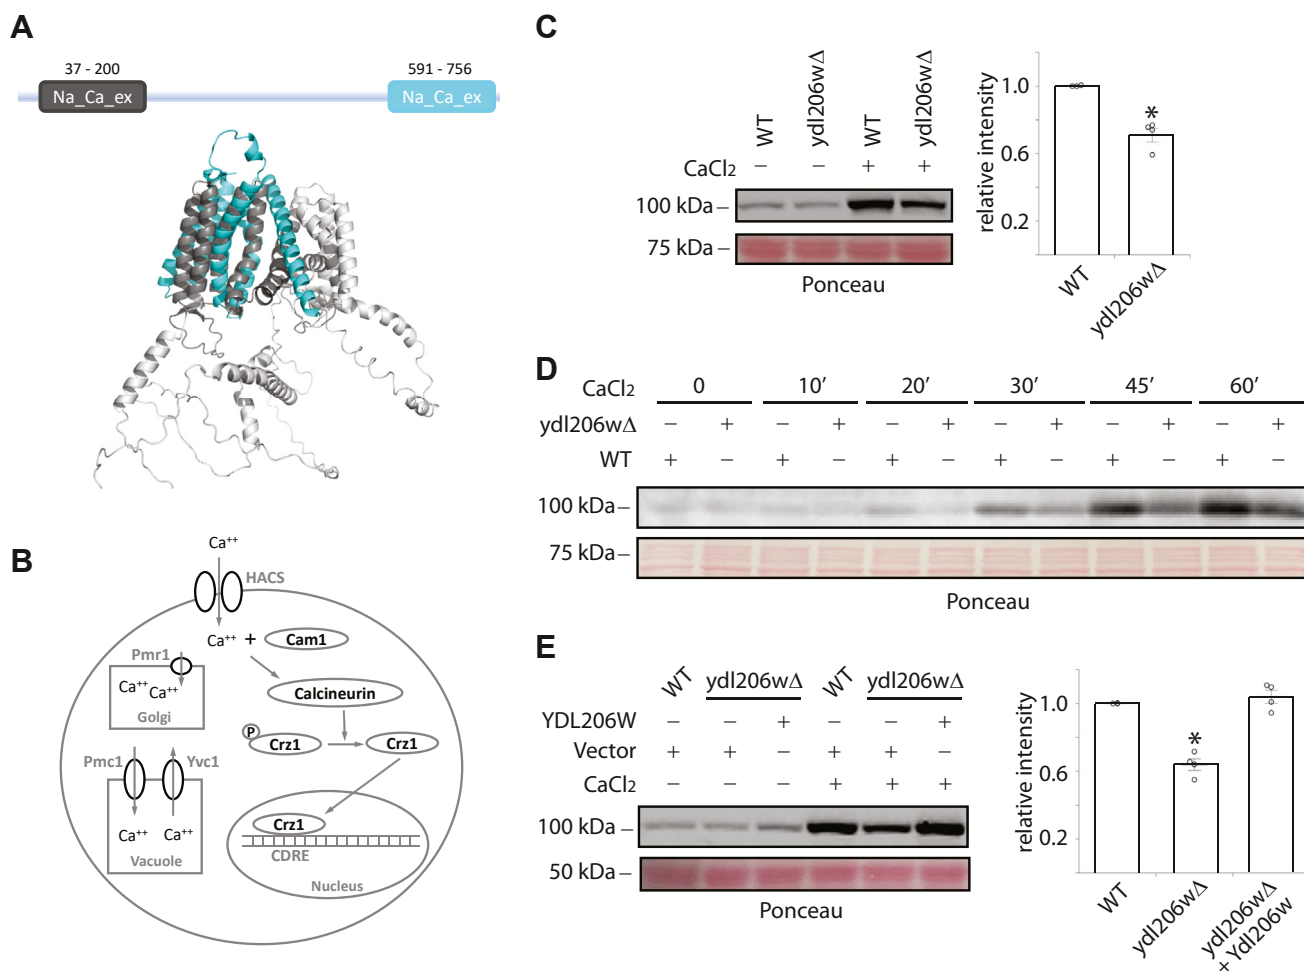 A
37 - 200
591 - 756
Na_Ca_ex
Na_Ca_ex
B
Ca++
HACS
Ca++ + Cam1
Pmr1
Ca++ Ca++
Golgi
Calcineurin
P
Crz1
Crz1
Pmc1
Yvc1
Ca++
Ca++
Vacuole
Crz1
CDRE
Nucleus
C
WT
ydl206wΔ
WT
ydl206wΔ
CaCl2 – – + +
100 kDa –
75 kDa –
Ponceau
relative intensity
1.0
0.6
0.2
*
WT
ydl206wΔ
D
CaCl2 0 10′ 20′ 30′ 45′ 60′
ydl206wΔ – + – + – + – + – + – +
WT + – + – + – + – + – + –
100 kDa –
75 kDa –
Ponceau
E
WT ydl206wΔ WT ydl206wΔ
YDL206W – – + – – +
Vector + + – + + –
CaCl2 – – – + + +
100 kDa –
50 kDa –
Ponceau
relative intensity
1.0
0.6
0.2
*
WT
ydl206wΔ
ydl206wΔ
+ Ydl206w